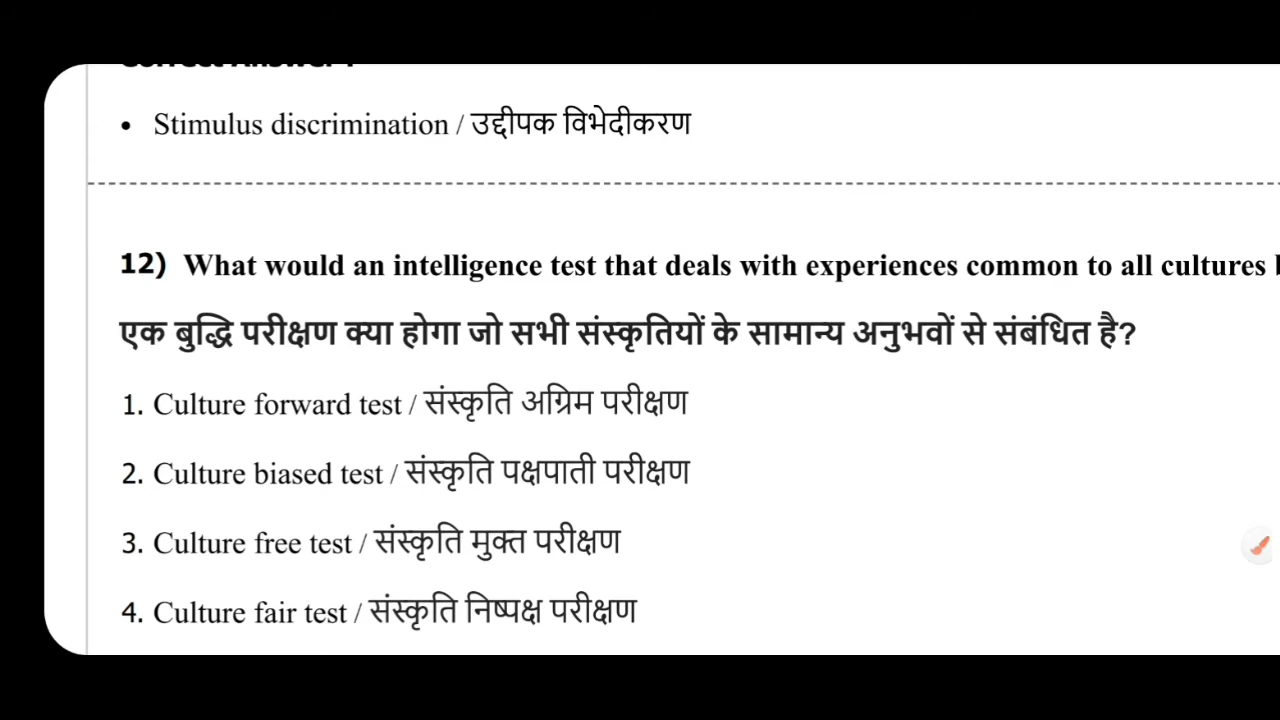 Correct Answer :
• Stimulus discrimination / उद्दीपक विभेदीकरण
12) What would an intelligence test that deals with experiences common to all cultures
एक बुद्धि परीक्षण क्या होगा जो सभी संस्कृतियों के सामान्य अनुभवों से संबंधित है?
1. Culture forward test / संस्कृति अग्रिम परीक्षण
2. Culture biased test / संस्कृति पक्षपाती परीक्षण
3. Culture free test / संस्कृति मुक्त परीक्षण
4. Culture fair test / संस्कृति निष्पक्ष परीक्षण